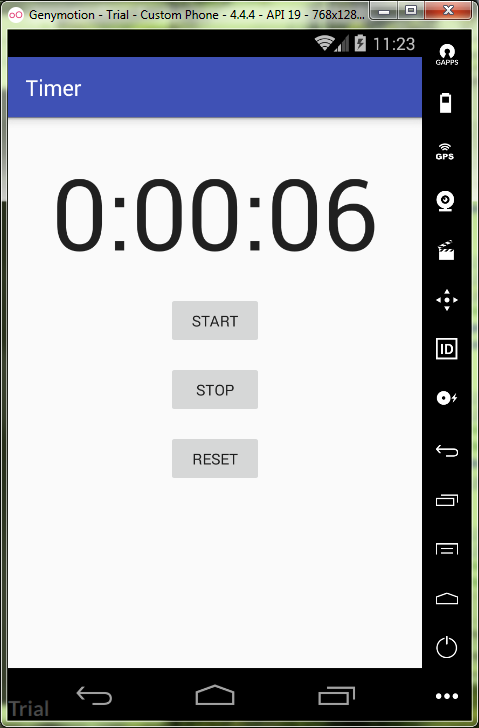 Genymotion - Trial - Custom Phone - 4.4.4 - API 19 - 768x128...
11:23
GAPPS
Timer
GPS
0:00:06
START
ID
STOP
RESET
Trial